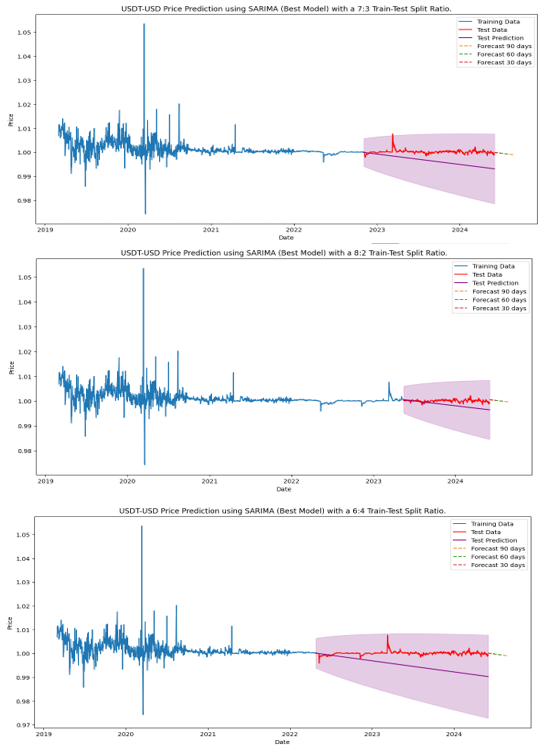 USDT-USD Price Prediction using SARIMA (Best Model) with a 7:3 Train-Test Split Ratio.
Training Data
Test Data
Test Prediction
Forecast 90 days
Forecast 60 days
Forecast 30 days
1.05
1.04
1.03
1.02
1.01
1.00
0.99
0.98
Price
2019
2020
2021
2022
2023
2024
Date
USDT-USD Price Prediction using SARIMA (Best Model) with a 8:2 Train-Test Split Ratio.
Training Data
Test Data
Test Prediction
Forecast 90 days
Forecast 60 days
Forecast 30 days
1.05
1.04
1.03
1.02
1.01
1.00
0.99
0.98
Price
2019
2020
2021
2022
2023
2024
Date
USDT-USD Price Prediction using SARIMA (Best Model) with a 6:4 Train-Test Split Ratio.
Training Data
Test Data
Test Prediction
Forecast 90 days
Forecast 60 days
Forecast 30 days
1.05
1.04
1.03
1.02
1.01
1.00
0.99
0.98
0.97
Price
2019
2020
2021
2022
2023
2024
Date